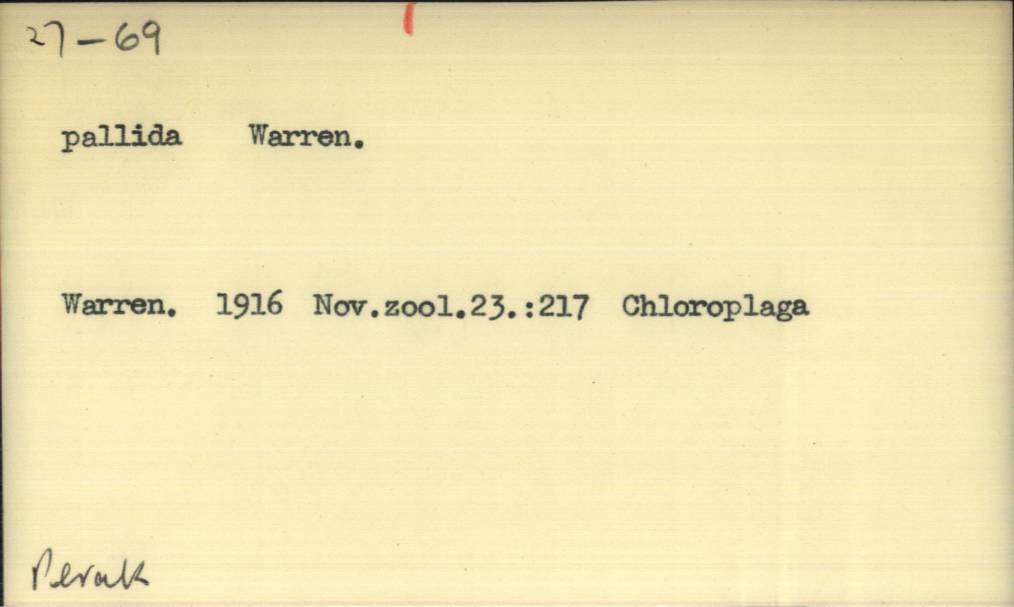 27-69
pallida Warren.
Warren. 1916 Nov.zool.23.:217 Chloroplaga
Perak